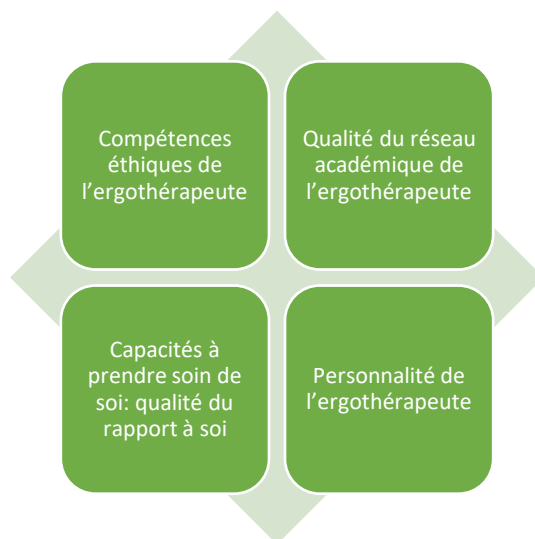 Compétences
éthiques de
l'ergothérapeute
Qualité du réseau
académique de
l'ergothérapeute
Capacités à
prendre soin de
soi: qualité du
rapport à soi
Personnalité de
l'ergothérapeute